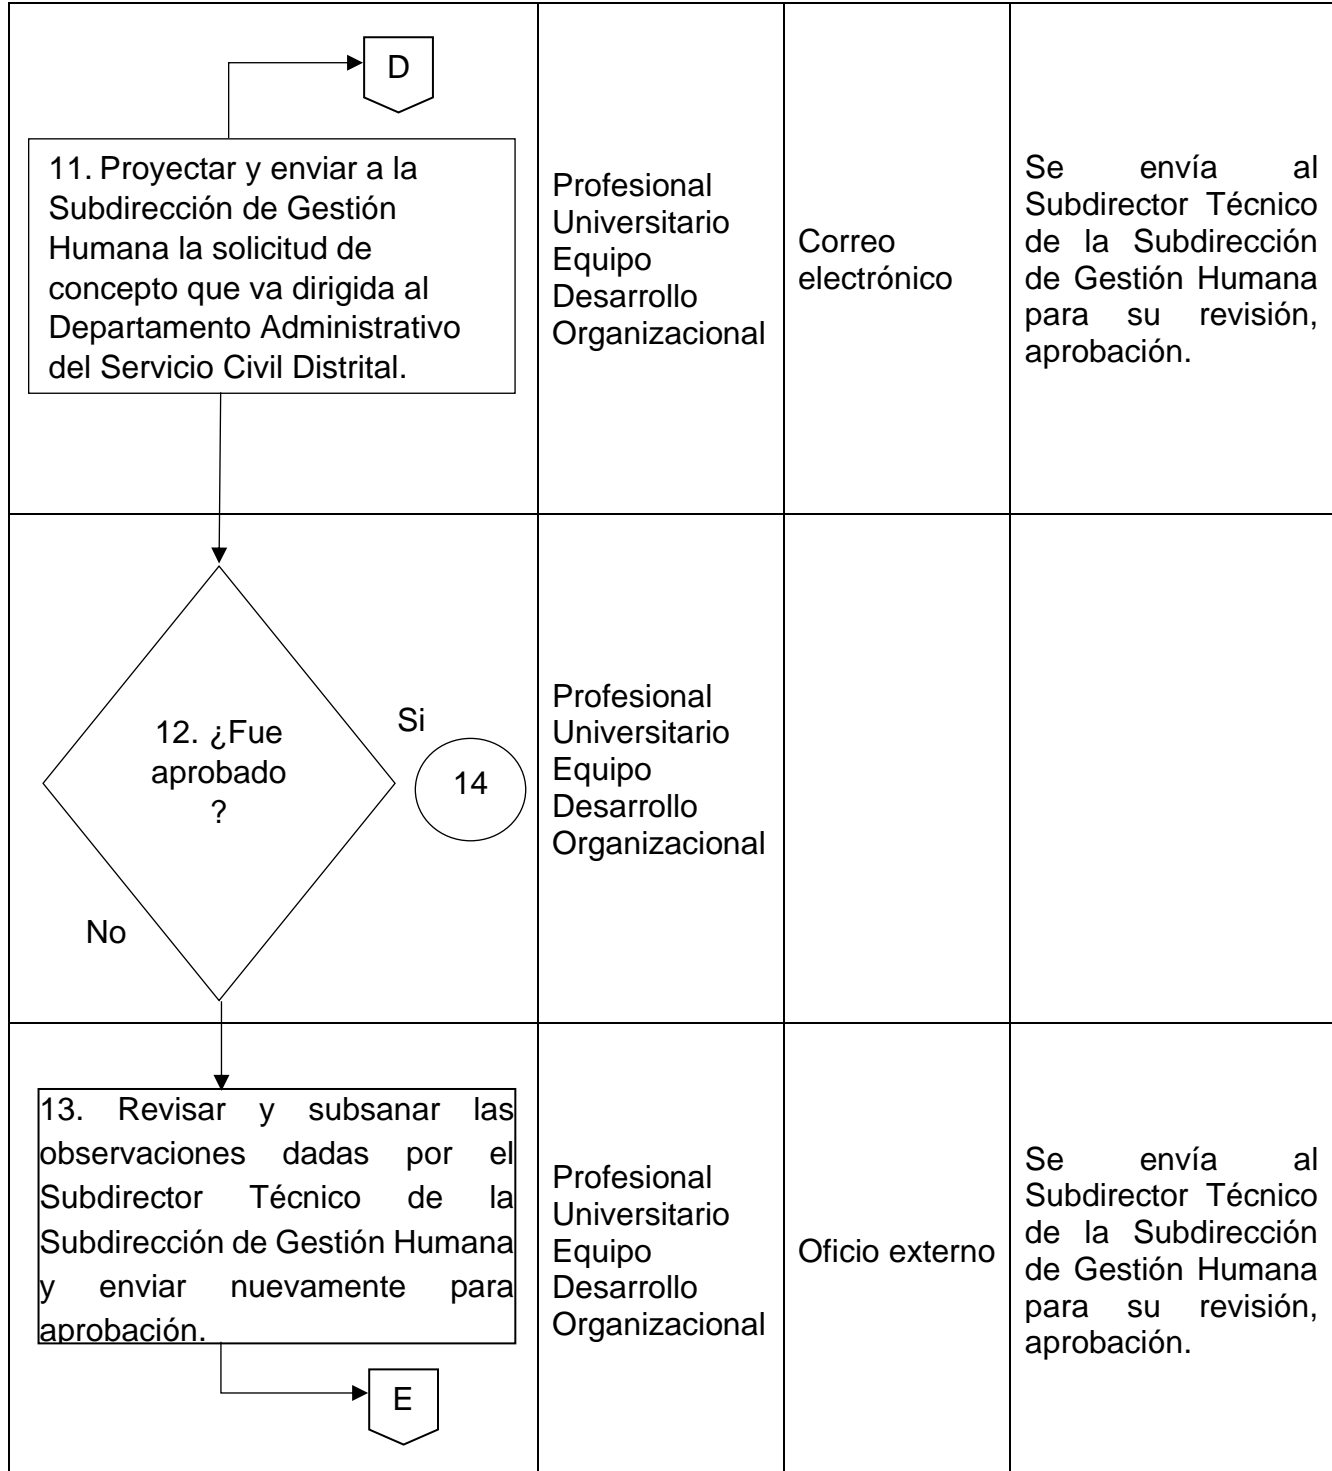 D
11. Proyectar y enviar a la
Subdirección de Gestión
Humana la solicitud de
concepto que va dirigida al
Departamento Administrativo
del Servicio Civil Distrital.
Profesional
Universitario
Equipo
Desarrollo
Organizacional
Correo
electrónico
Se envía al
Subdirector Técnico
de la Subdirección
de Gestión Humana
para su revisión,
aprobación.
12. ¿Fue
aprobado
?
Si
14
No
Profesional
Universitario
Equipo
Desarrollo
Organizacional
13. Revisar y subsanar las
observaciones dadas por el
Subdirector Técnico de la
Subdirección de Gestión Humana
y enviar nuevamente para
aprobación.
E
Profesional
Universitario
Equipo
Desarrollo
Organizacional
Oficio externo
Se envía al
Subdirector Técnico
de la Subdirección
de Gestión Humana
para su revisión,
aprobación.